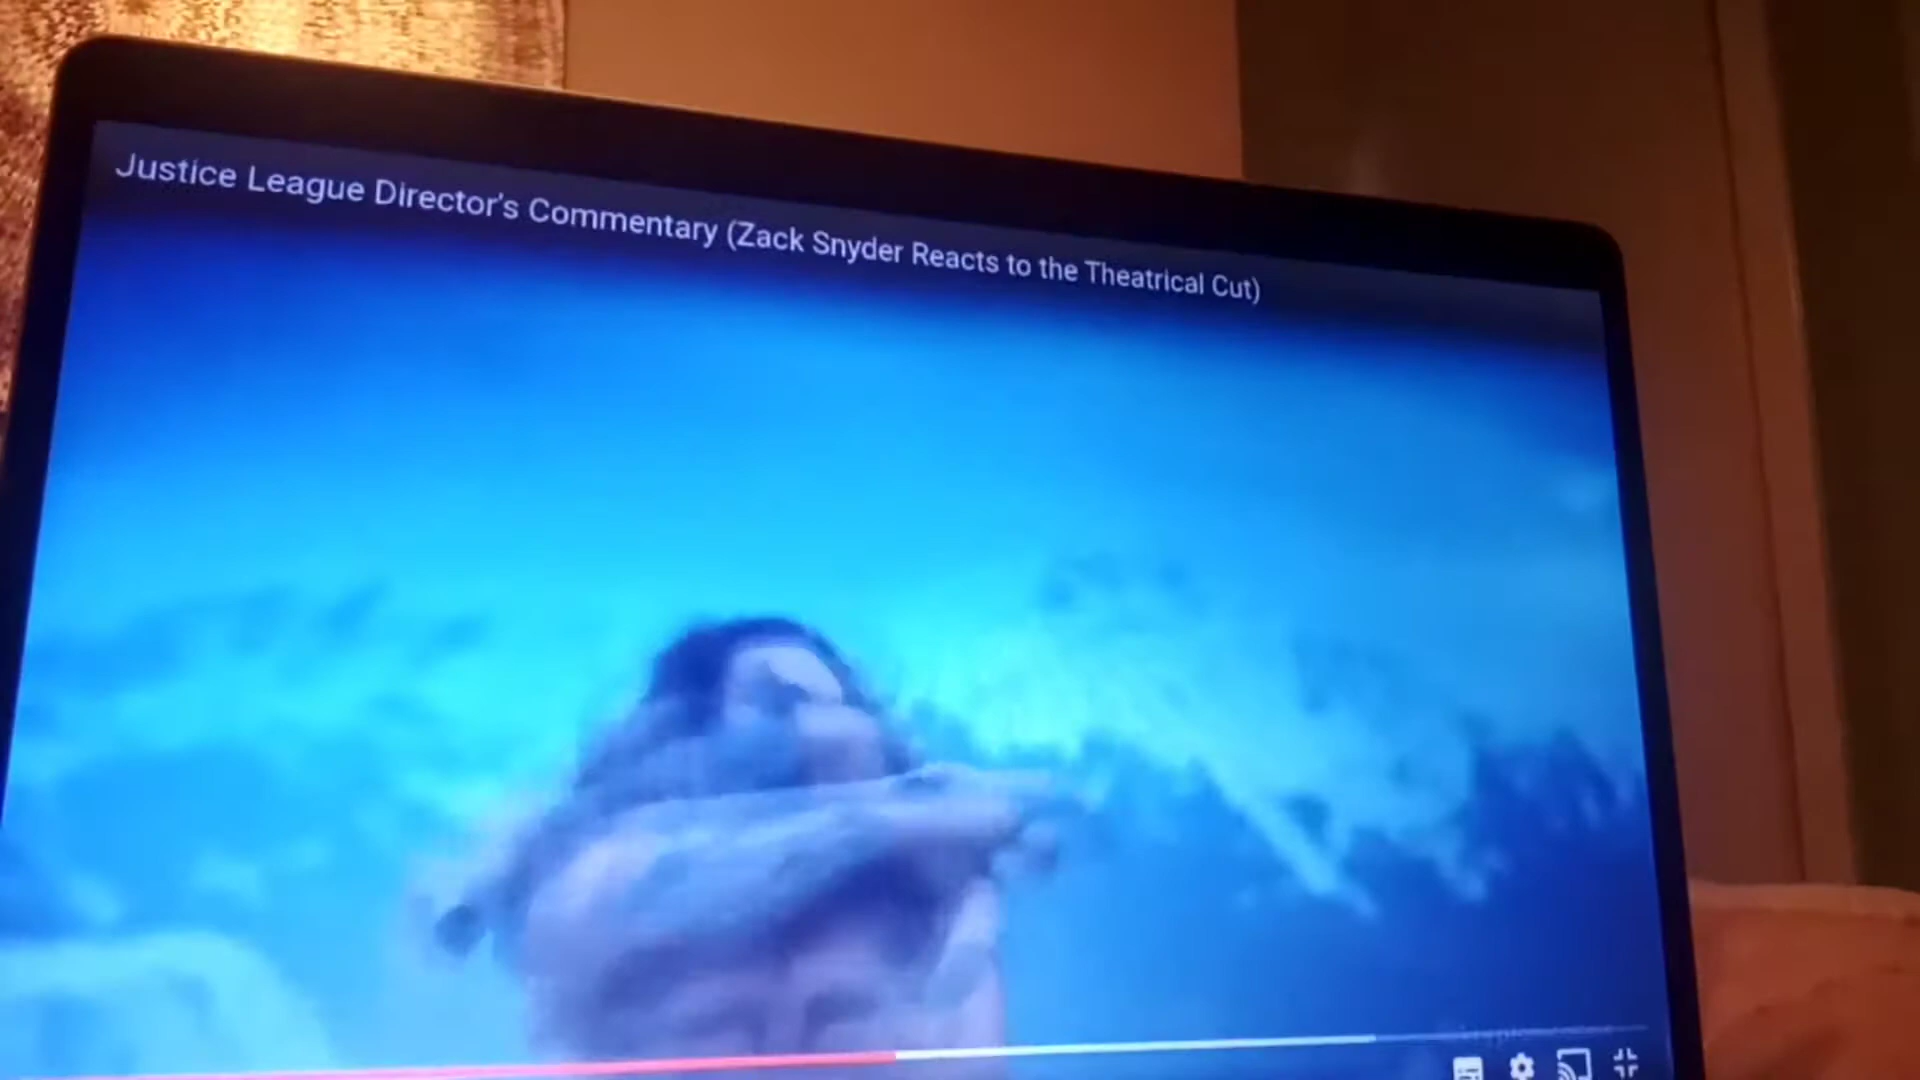 Justice League Director's Commentary (Zack Snyder Reacts to the Theatrical Cut)